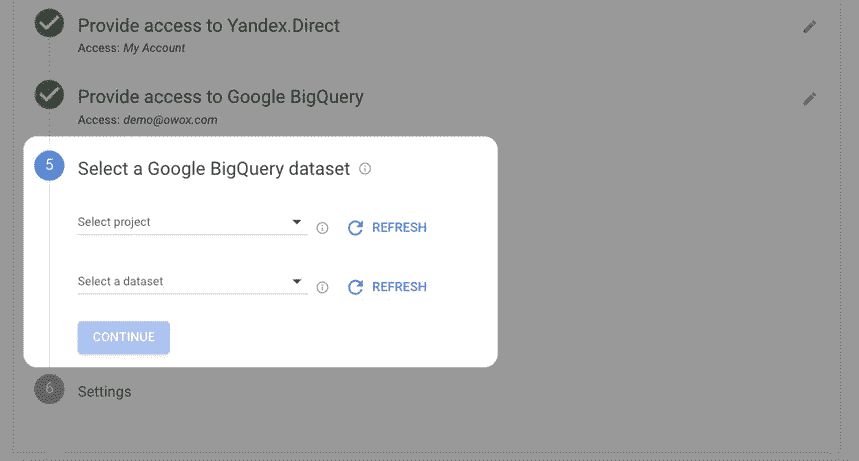 Provide access to Yandex.Direct
Access: My Account
Provide access to Google BigQuery
Access: demo@owox.com
5
Select a Google BigQuery dataset
Select project
REFRESH
Select a dataset
REFRESH
CONTINUE
6
Settings